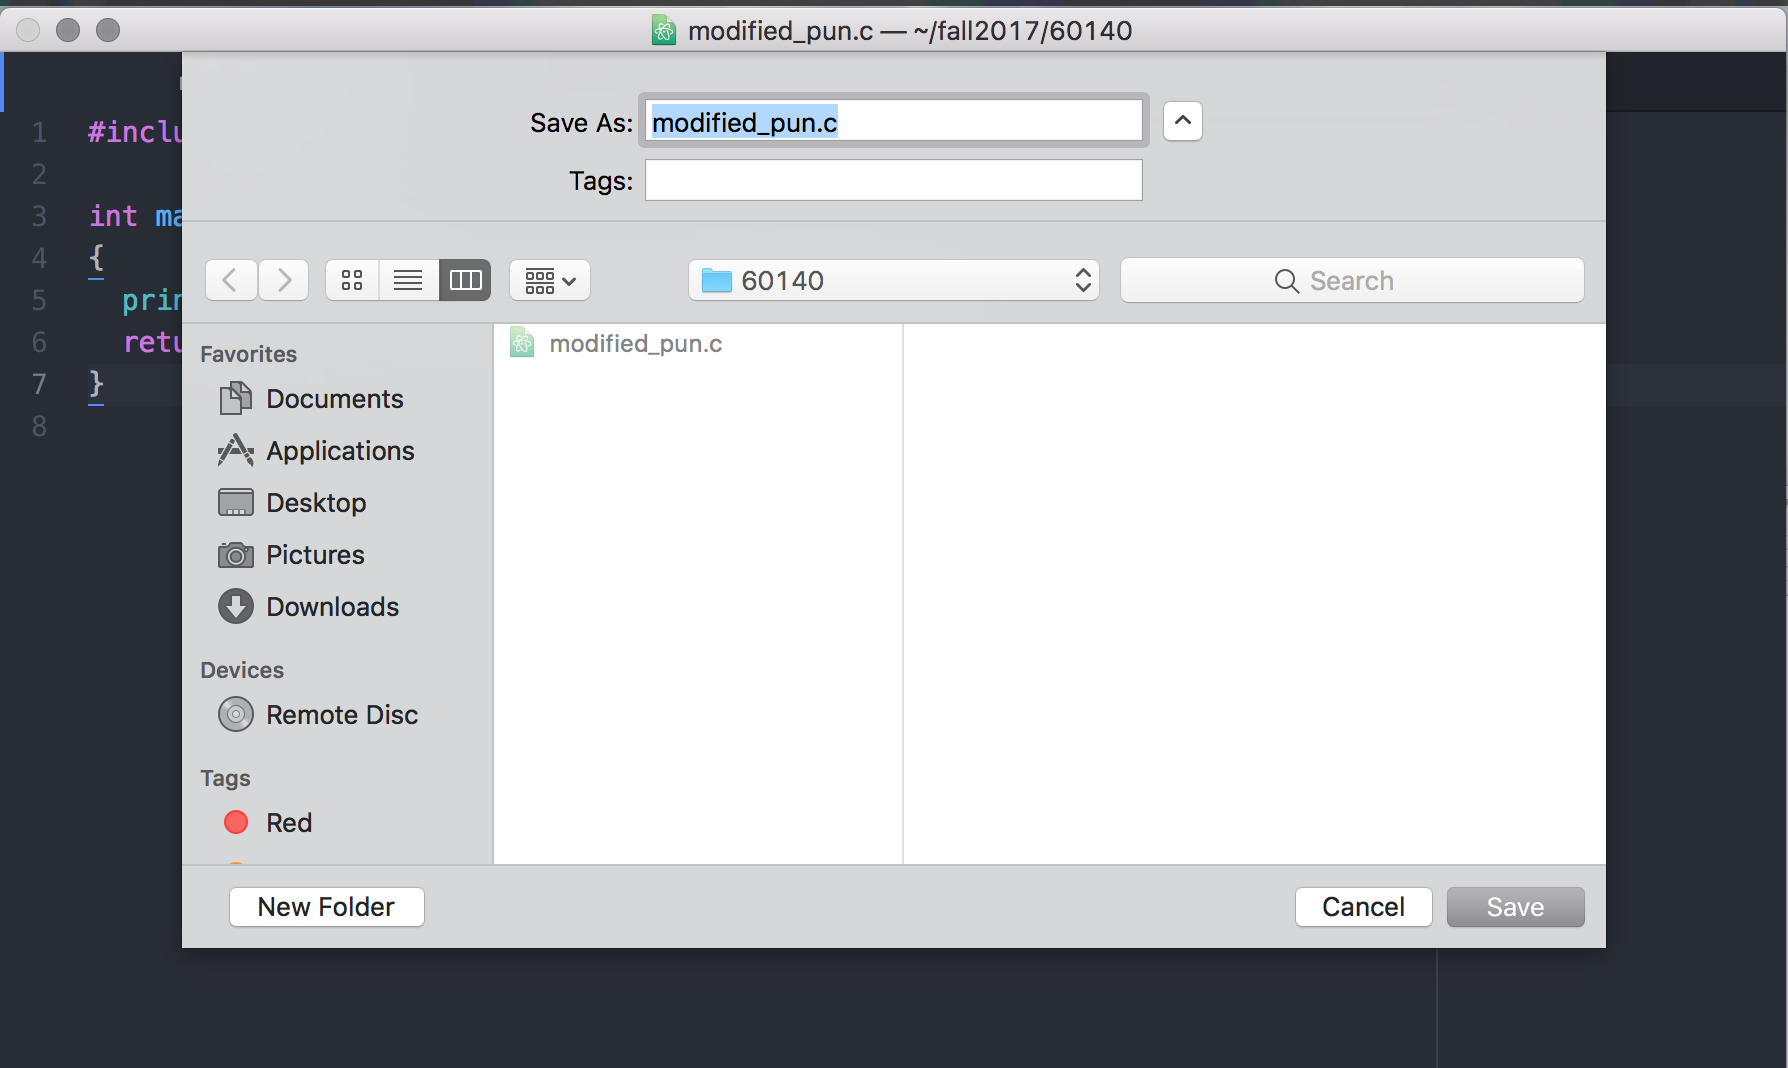 modified_pun.c — ~/fall2017/60140
Save As: modified_pun.c
Tags:
60140
Search
1 #inclu
2
3 int ma
4 {
5 prin
6 retu
7 }
8
Favorites
Documents
Applications
Desktop
Pictures
Downloads
Devices
Remote Disc
Tags
Red
modified_pun.c
New Folder
Cancel
Save